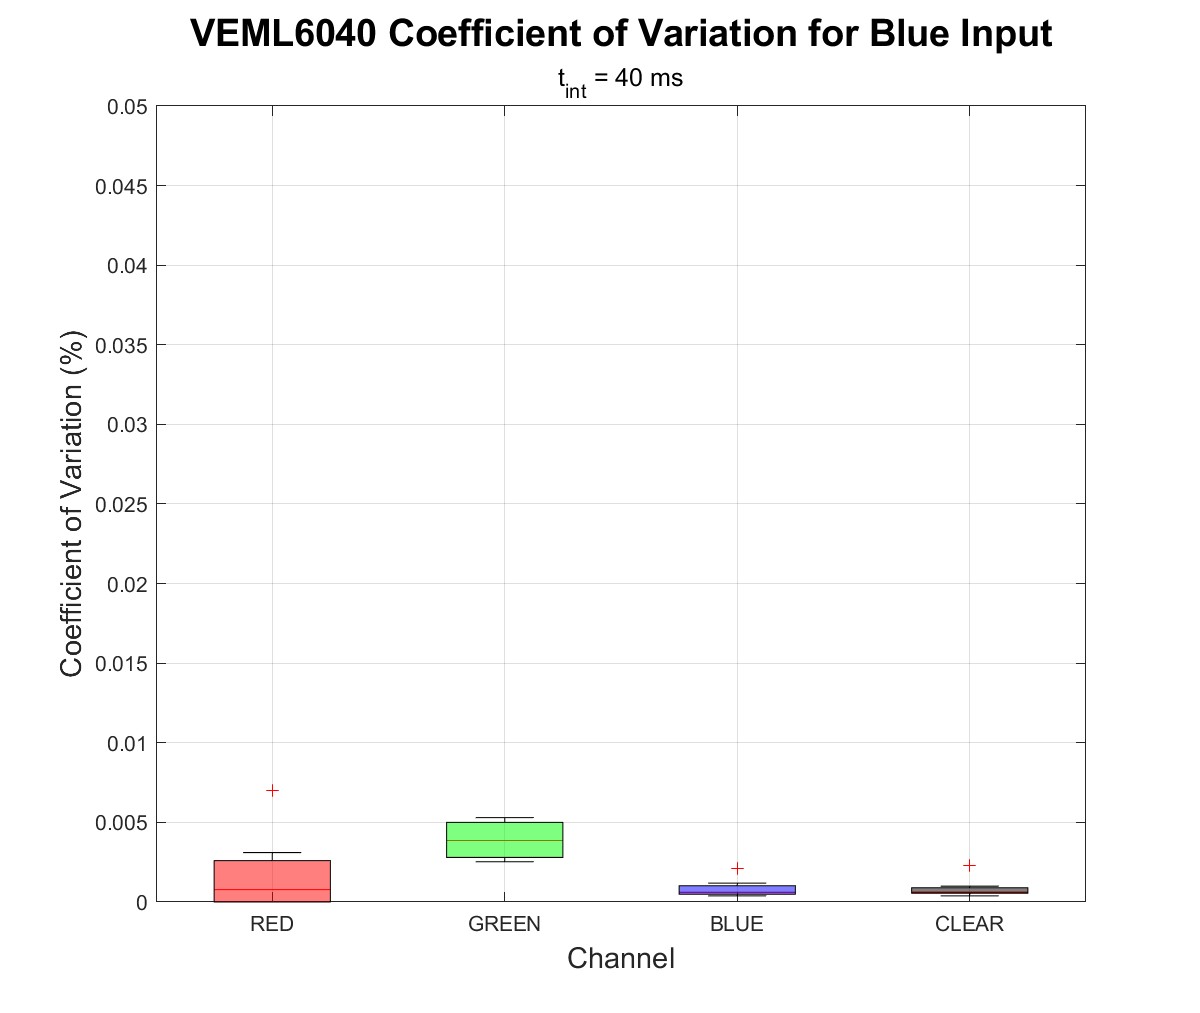 VEML6040 Coefficient of Variation for Blue Input
t_int = 40 ms
0.05
0.045
0.04
0.035
0.03
0.025
0.02
0.015
0.01
0.005
0
Coefficient of Variation (%)
RED GREEN BLUE CLEAR
Channel